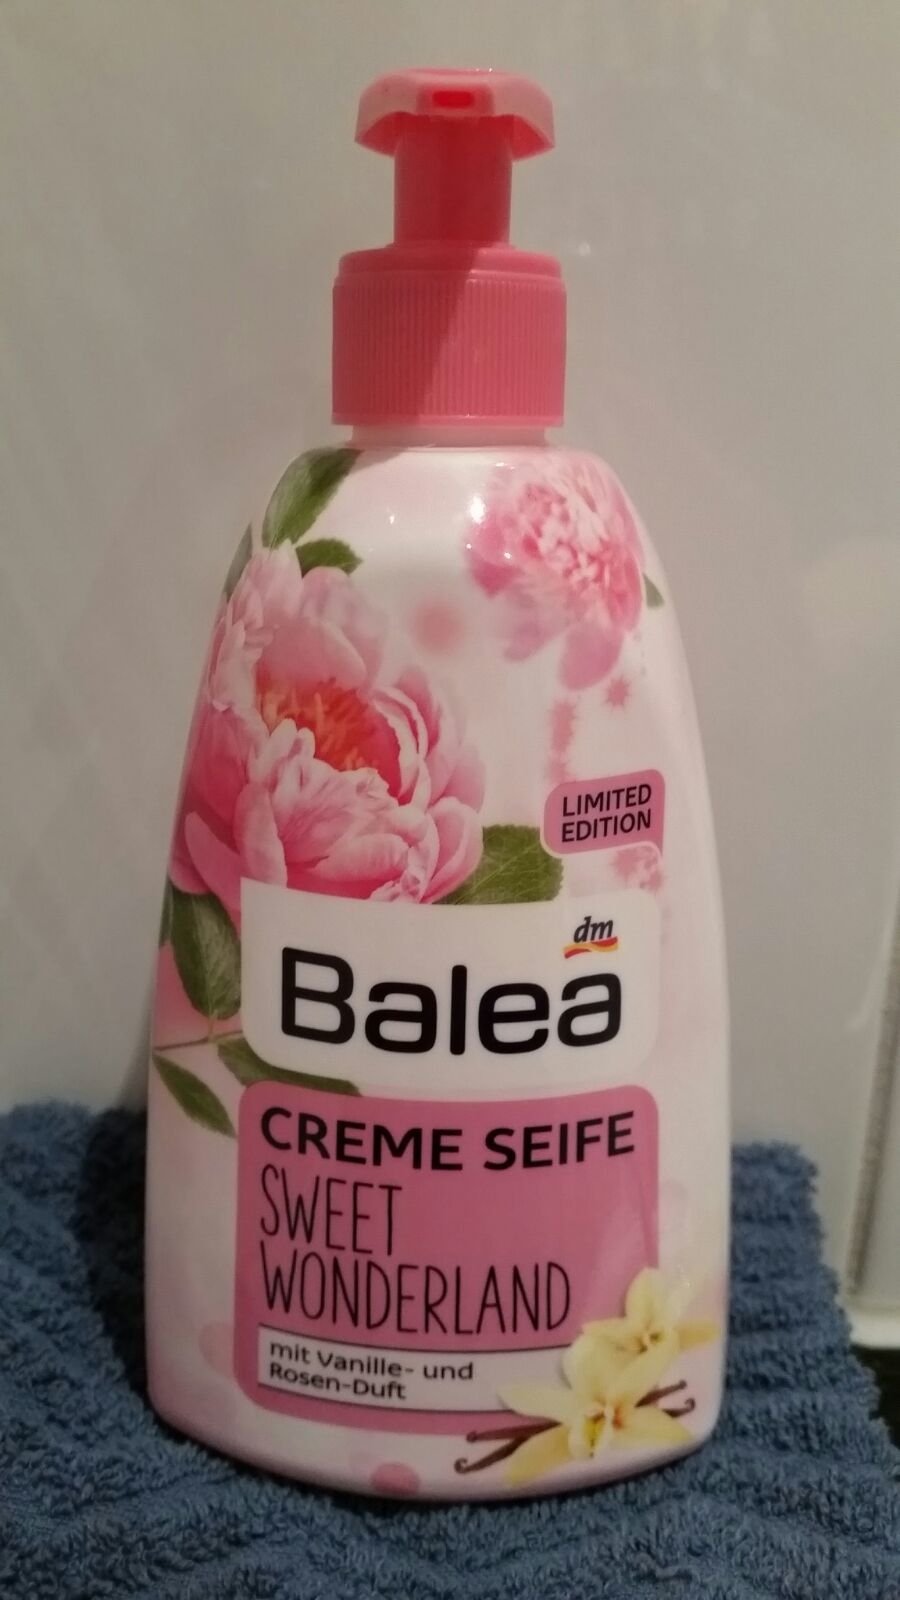 LIMITED
EDITION
dm
Balea
CREME SEIFE
SWEET
WONDERLAND
mit Vanille- und
Rosen-Duft